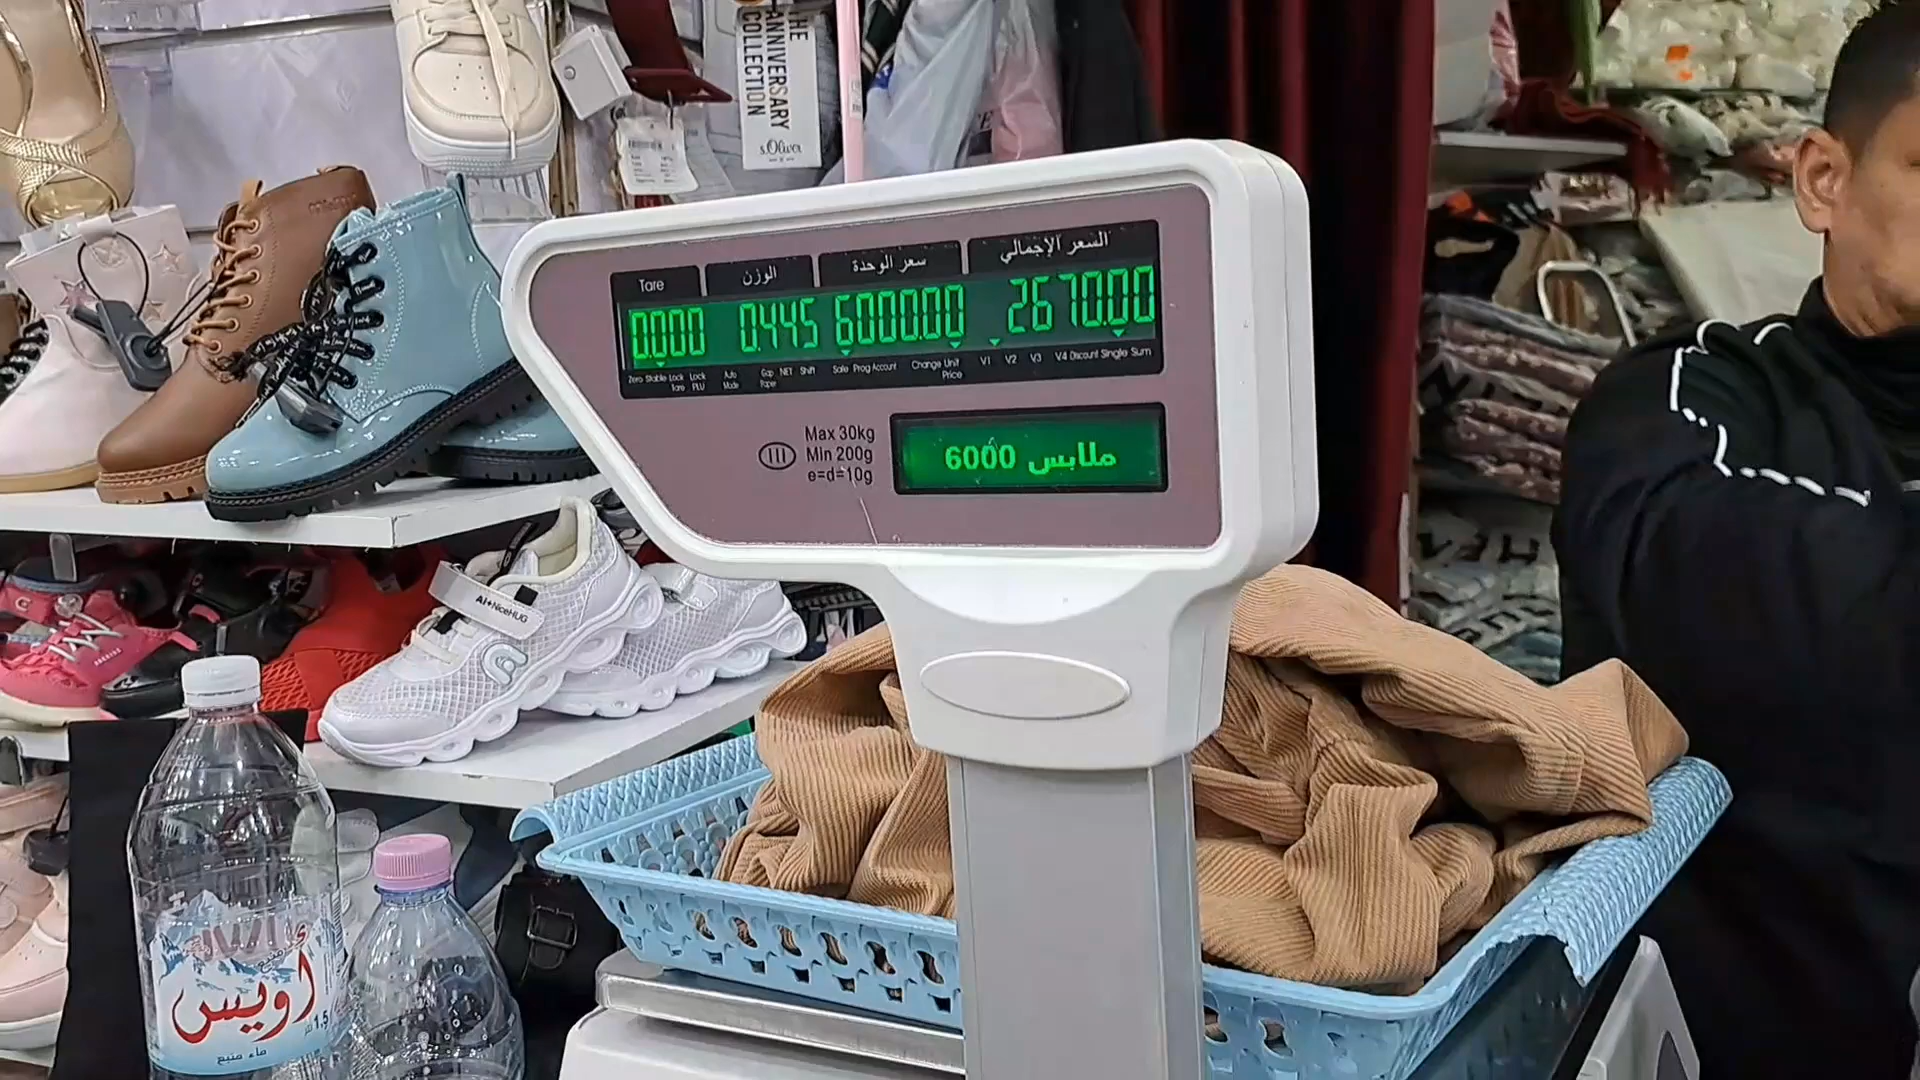 THE
ANNIVERSARY
COLLECTION
s.Oliver
Tare الوزن سعر الوحدة السعر الإجمالي
0.000 0.445 6000.00 2670.00
Zero Stable Lock Tare Lock PLU Auto Mode NET Shift Sale Prog Account Change Unit Price V1 V2 V3 V4 Discount Single Sum
Max 30kg
Min 200g
e=d=10g
III
ملابس 6000
AI+NiceHUG
اويس
1,5
ماء منبع